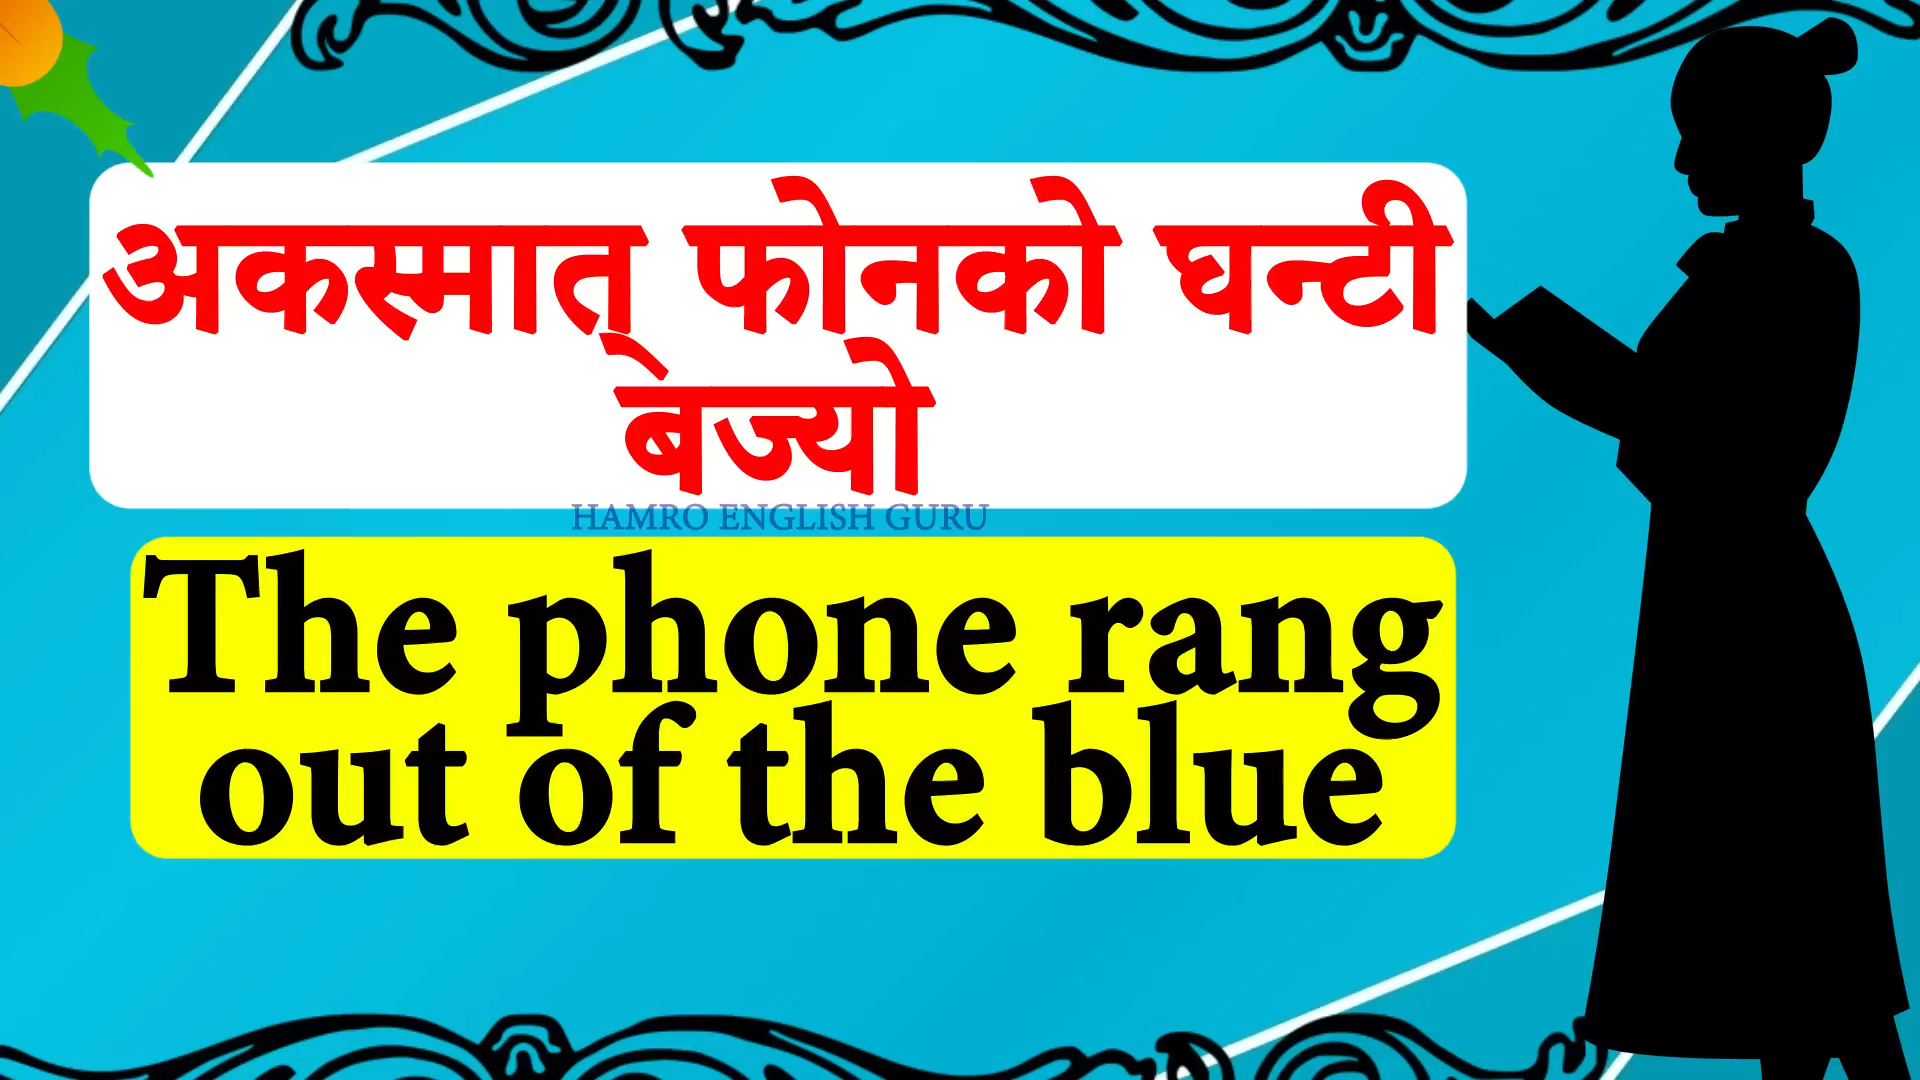 अकस्मात् फोनको घन्टी
बेज्यो
HAMRO ENGLISH GURU
The phone rang
out of the blue